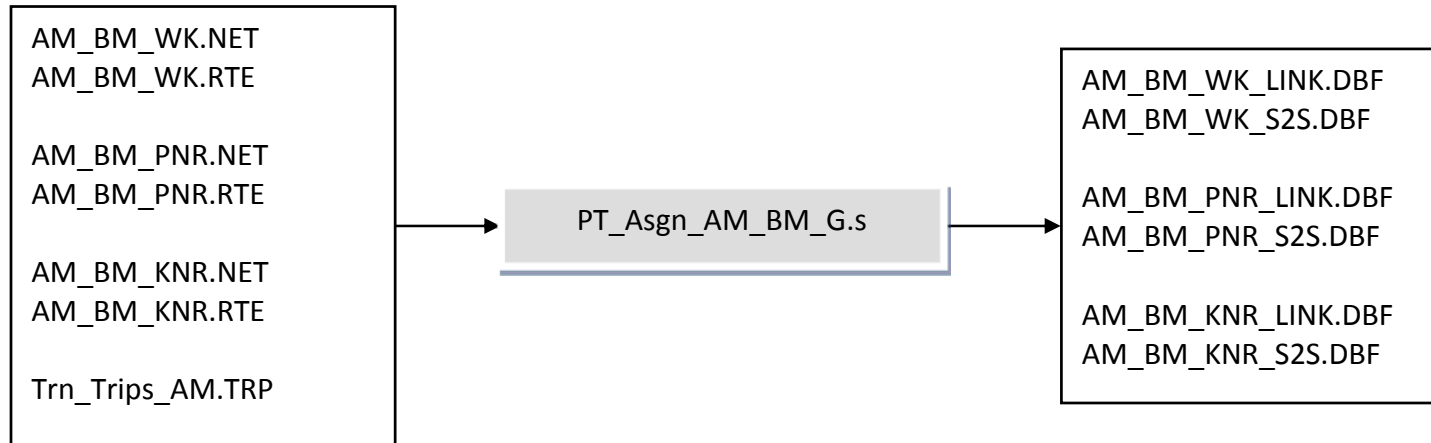 AM_BM_WK.NET
AM_BM_WK.RTE
AM_BM_PNR.NET
AM_BM_PNR.RTE
AM_BM_KNR.NET
AM_BM_KNR.RTE
Trn_Trips_AM.TRP
PT_Asgn_AM_BM_G.s
AM_BM_WK_LINK.DBF
AM_BM_WK_S2S.DBF
AM_BM_PNR_LINK.DBF
AM_BM_PNR_S2S.DBF
AM_BM_KNR_LINK.DBF
AM_BM_KNR_S2S.DBF